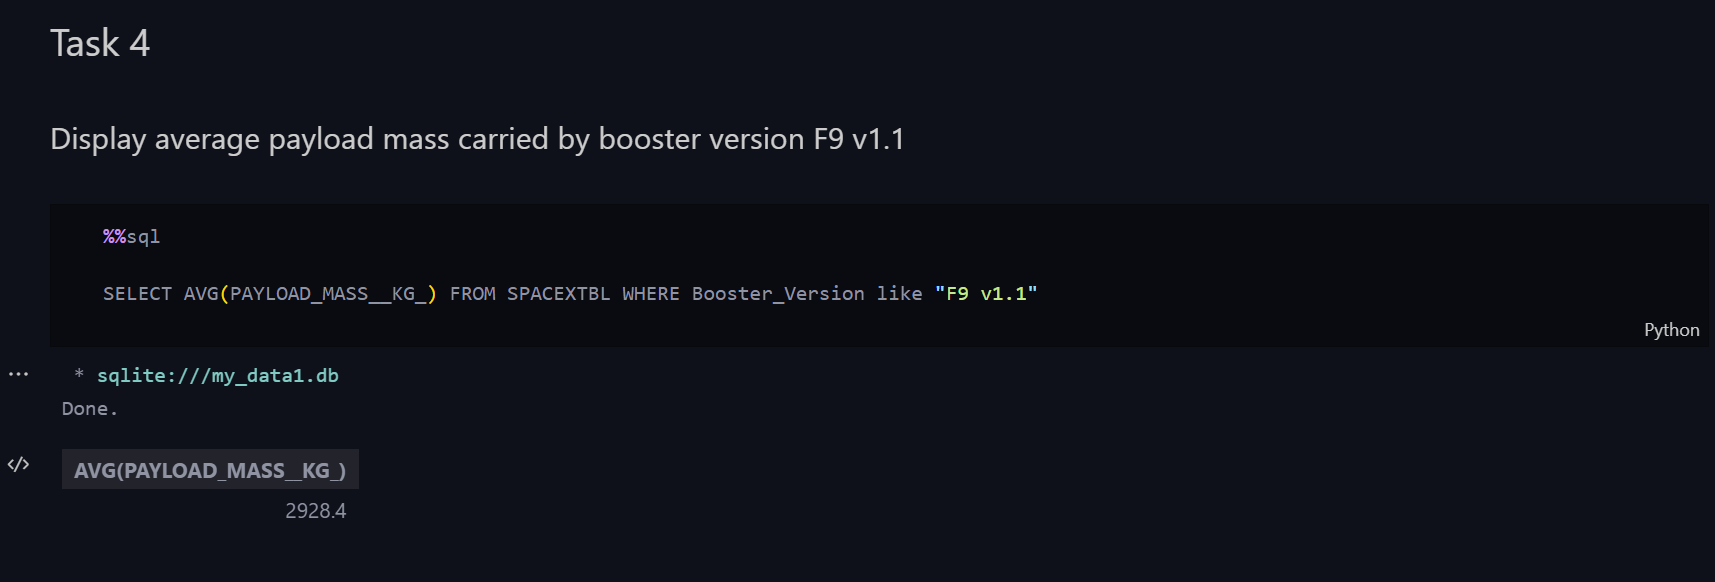 Task 4
Display average payload mass carried by booster version F9 v1.1
%%sql
SELECT AVG(PAYLOAD_MASS__KG_) FROM SPACEXTBL WHERE Booster_Version like "F9 v1.1"
Python
* sqlite:///my_data1.db
Done.
AVG(PAYLOAD_MASS__KG_)
2928.4